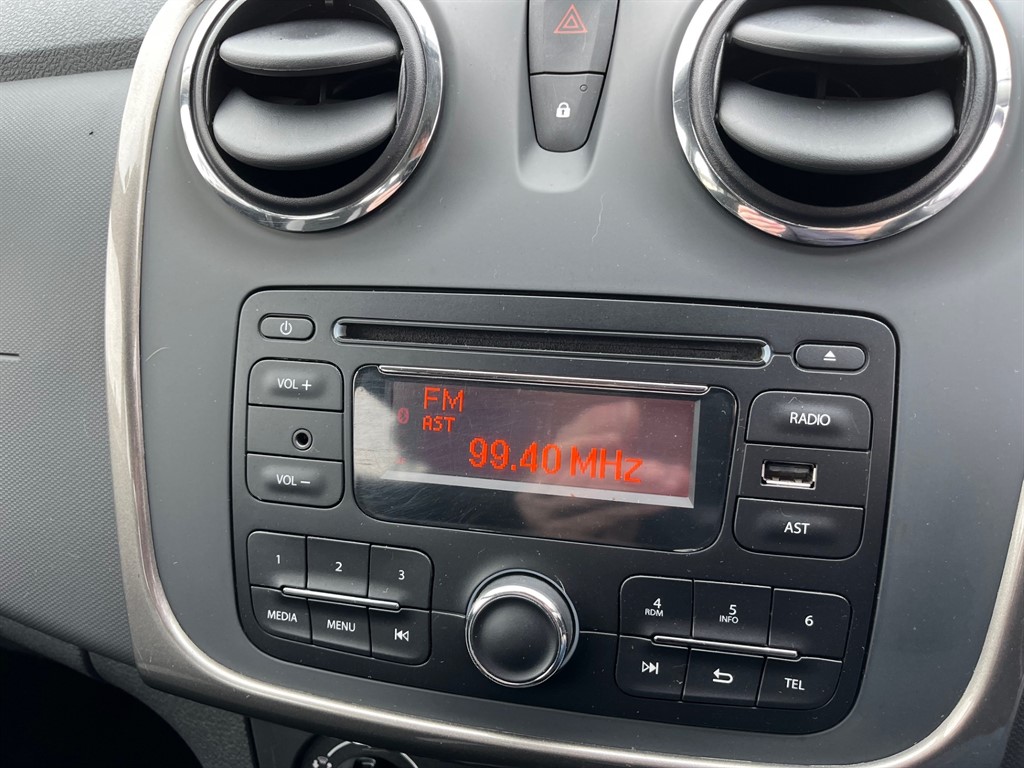 VOL +
VOL −
FM
AST
99.40 MHz
RADIO
AST
1
2
3
MEDIA
MENU
4
RDM
5
INFO
6
TEL